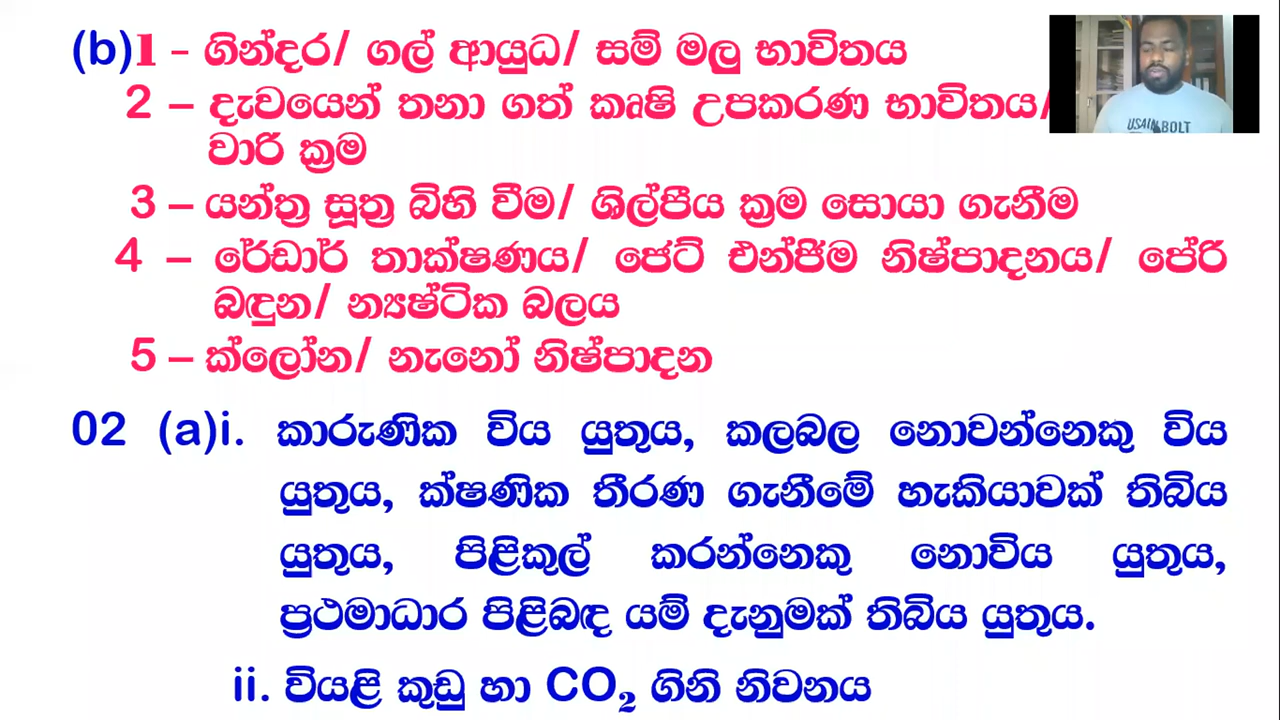 (b)1 - ගින්දර/ ගල් ආයුධ/ සම් මලු භාවිතය
2 – දැවයෙන් තනා ගත් කෘෂි උපකරණ භාවිතය/
වාරි ක්‍රම
3 – යන්ත්‍ර සූත්‍ර බිහි වීම/ ශිල්පීය ක්‍රම සොයා ගැනීම
4 – රේඩාර් තාක්ෂණය/ ජෙට් එන්ජිම නිෂ්පාදනය/ පේරි
බඳුන/ න්‍යෂ්ටික බලය
5 – ක්ලෝන/ නැනෝ නිෂ්පාදන
02 (a)i. කාරුණික විය යුතුය, කලබල නොවන්නෙකු විය
යුතුය, ක්ෂණික තීරණ ගැනීමේ හැකියාවක් තිබිය
යුතුය, පිළිකුල් කරන්නෙකු නොවිය යුතුය,
ප්‍රථමාධාර පිළිබඳ යම් දැනුමක් තිබිය යුතුය.
ii. වියළි කුඩු හා CO₂ ගිනි නිවනය
USAIN BOLT